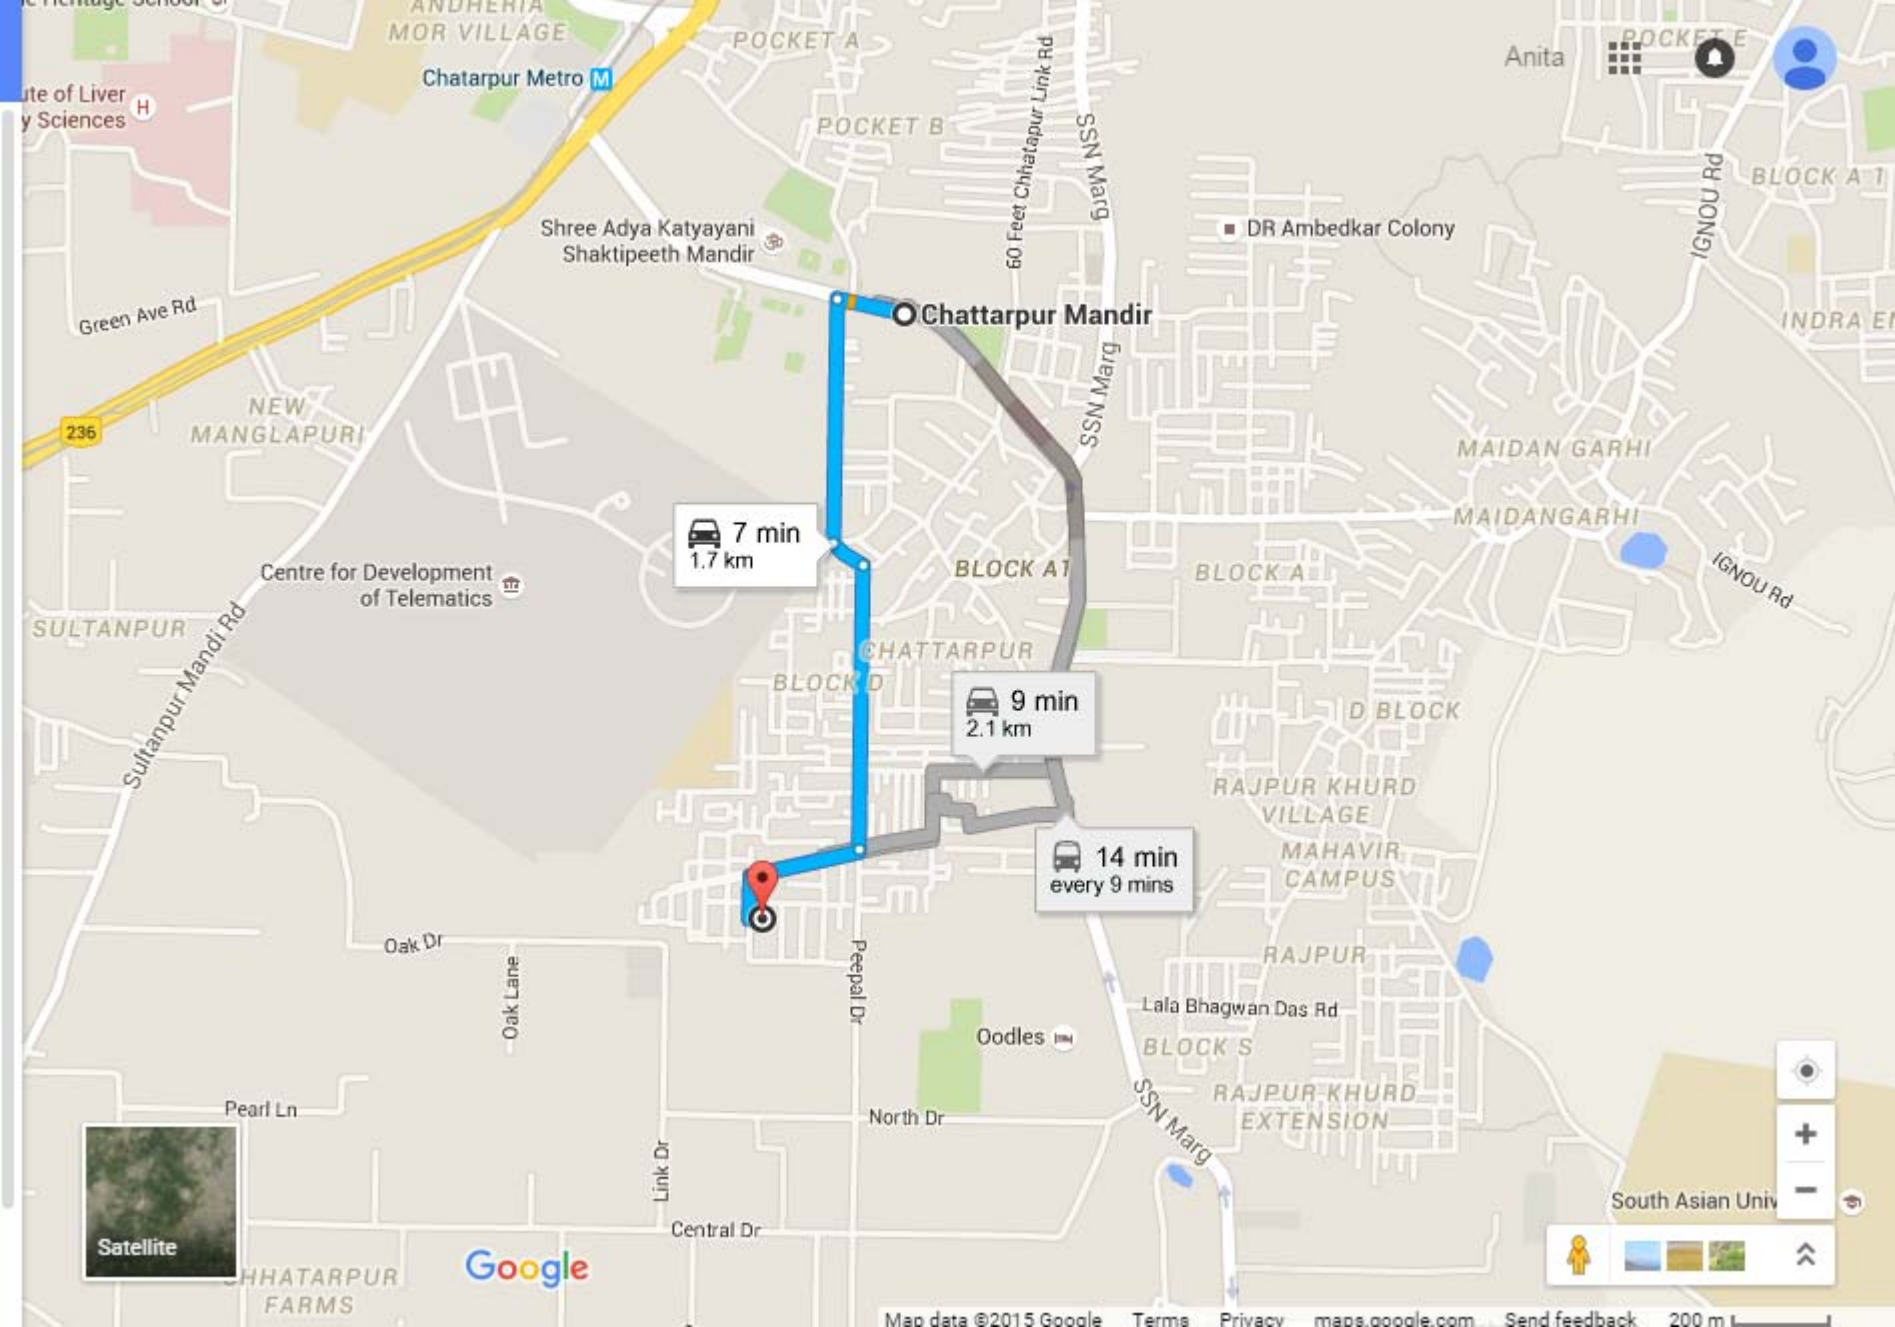 ANDHERIA
MOR VILLAGE
POCKET A
POCKET E
Anita
Chatarpur Metro M
ute of Liver
y Sciences
H
POCKET B
60 Feet Chhatapur Link Rd
SSN Marg
IGNOU Rd
BLOCK A 1
Shree Adya Katyayani
Shaktipeeth Mandir
DR Ambedkar Colony
Green Ave Rd
Chattarpur Mandir
INDRA EN
SSN Marg
NEW
MANGLAPURI
236
MAIDAN GARHI
MAIDANGARHI
7 min
1.7 km
Centre for Development
of Telematics
BLOCK A1
BLOCK A
IGNOU Rd
SULTANPUR
Sultanpur Mandi Rd
CHATTARPUR
BLOCK D
9 min
2.1 km
D BLOCK
RAJPUR KHURD
VILLAGE
14 min
every 9 mins
MAHAVIR
CAMPUS
Oak Dr
Oak Lane
Peepal Dr
RAJPUR
Lala Bhagwan Das Rd
Oodles
BLOCK S
Pearl Ln
North Dr
SSN Marg
RAJPUR KHURD
EXTENSION
Link Dr
South Asian Univ
Central Dr
Satellite
Google
HHATARPUR
FARMS
Map data ©2015 Google Terms Privacy maps.google.com Send feedback 200 m